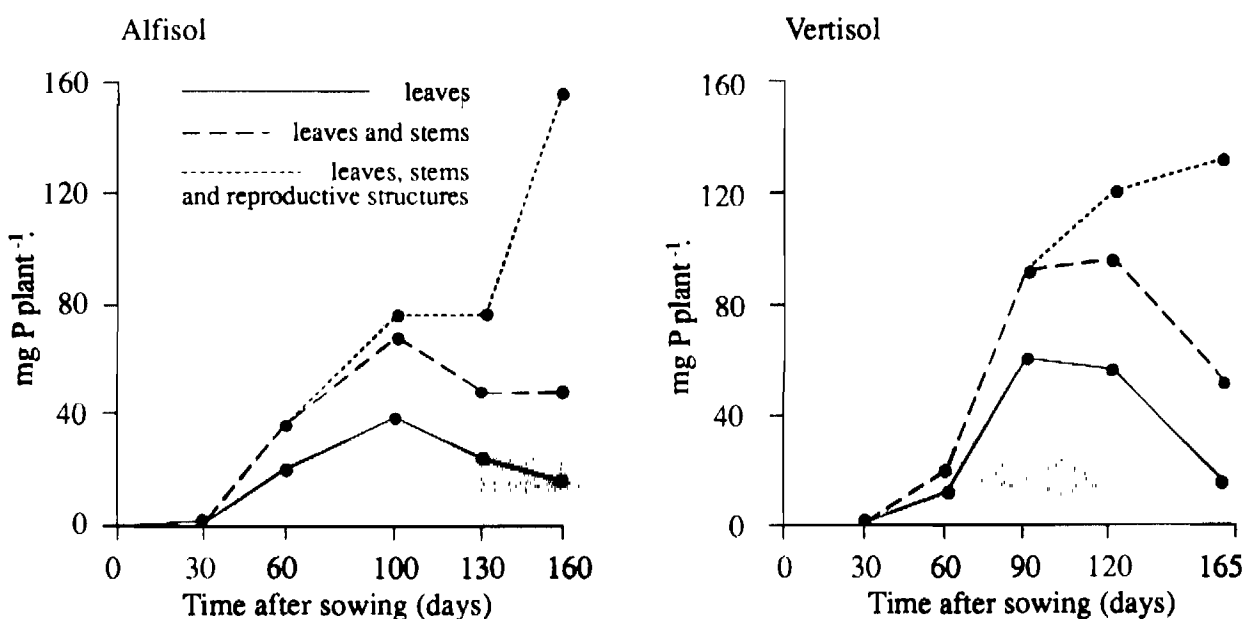 Alfisol
160
120
80
40
0
mg P plant -1.
leaves
leaves and stems
leaves, stems
and reproductive structures
0 30 60 100 130 160
Time after sowing (days)
Vertisol
160
120
80
40
0
mg P plant -1.
0 30 60 90 120 165
Time after sowing (days)